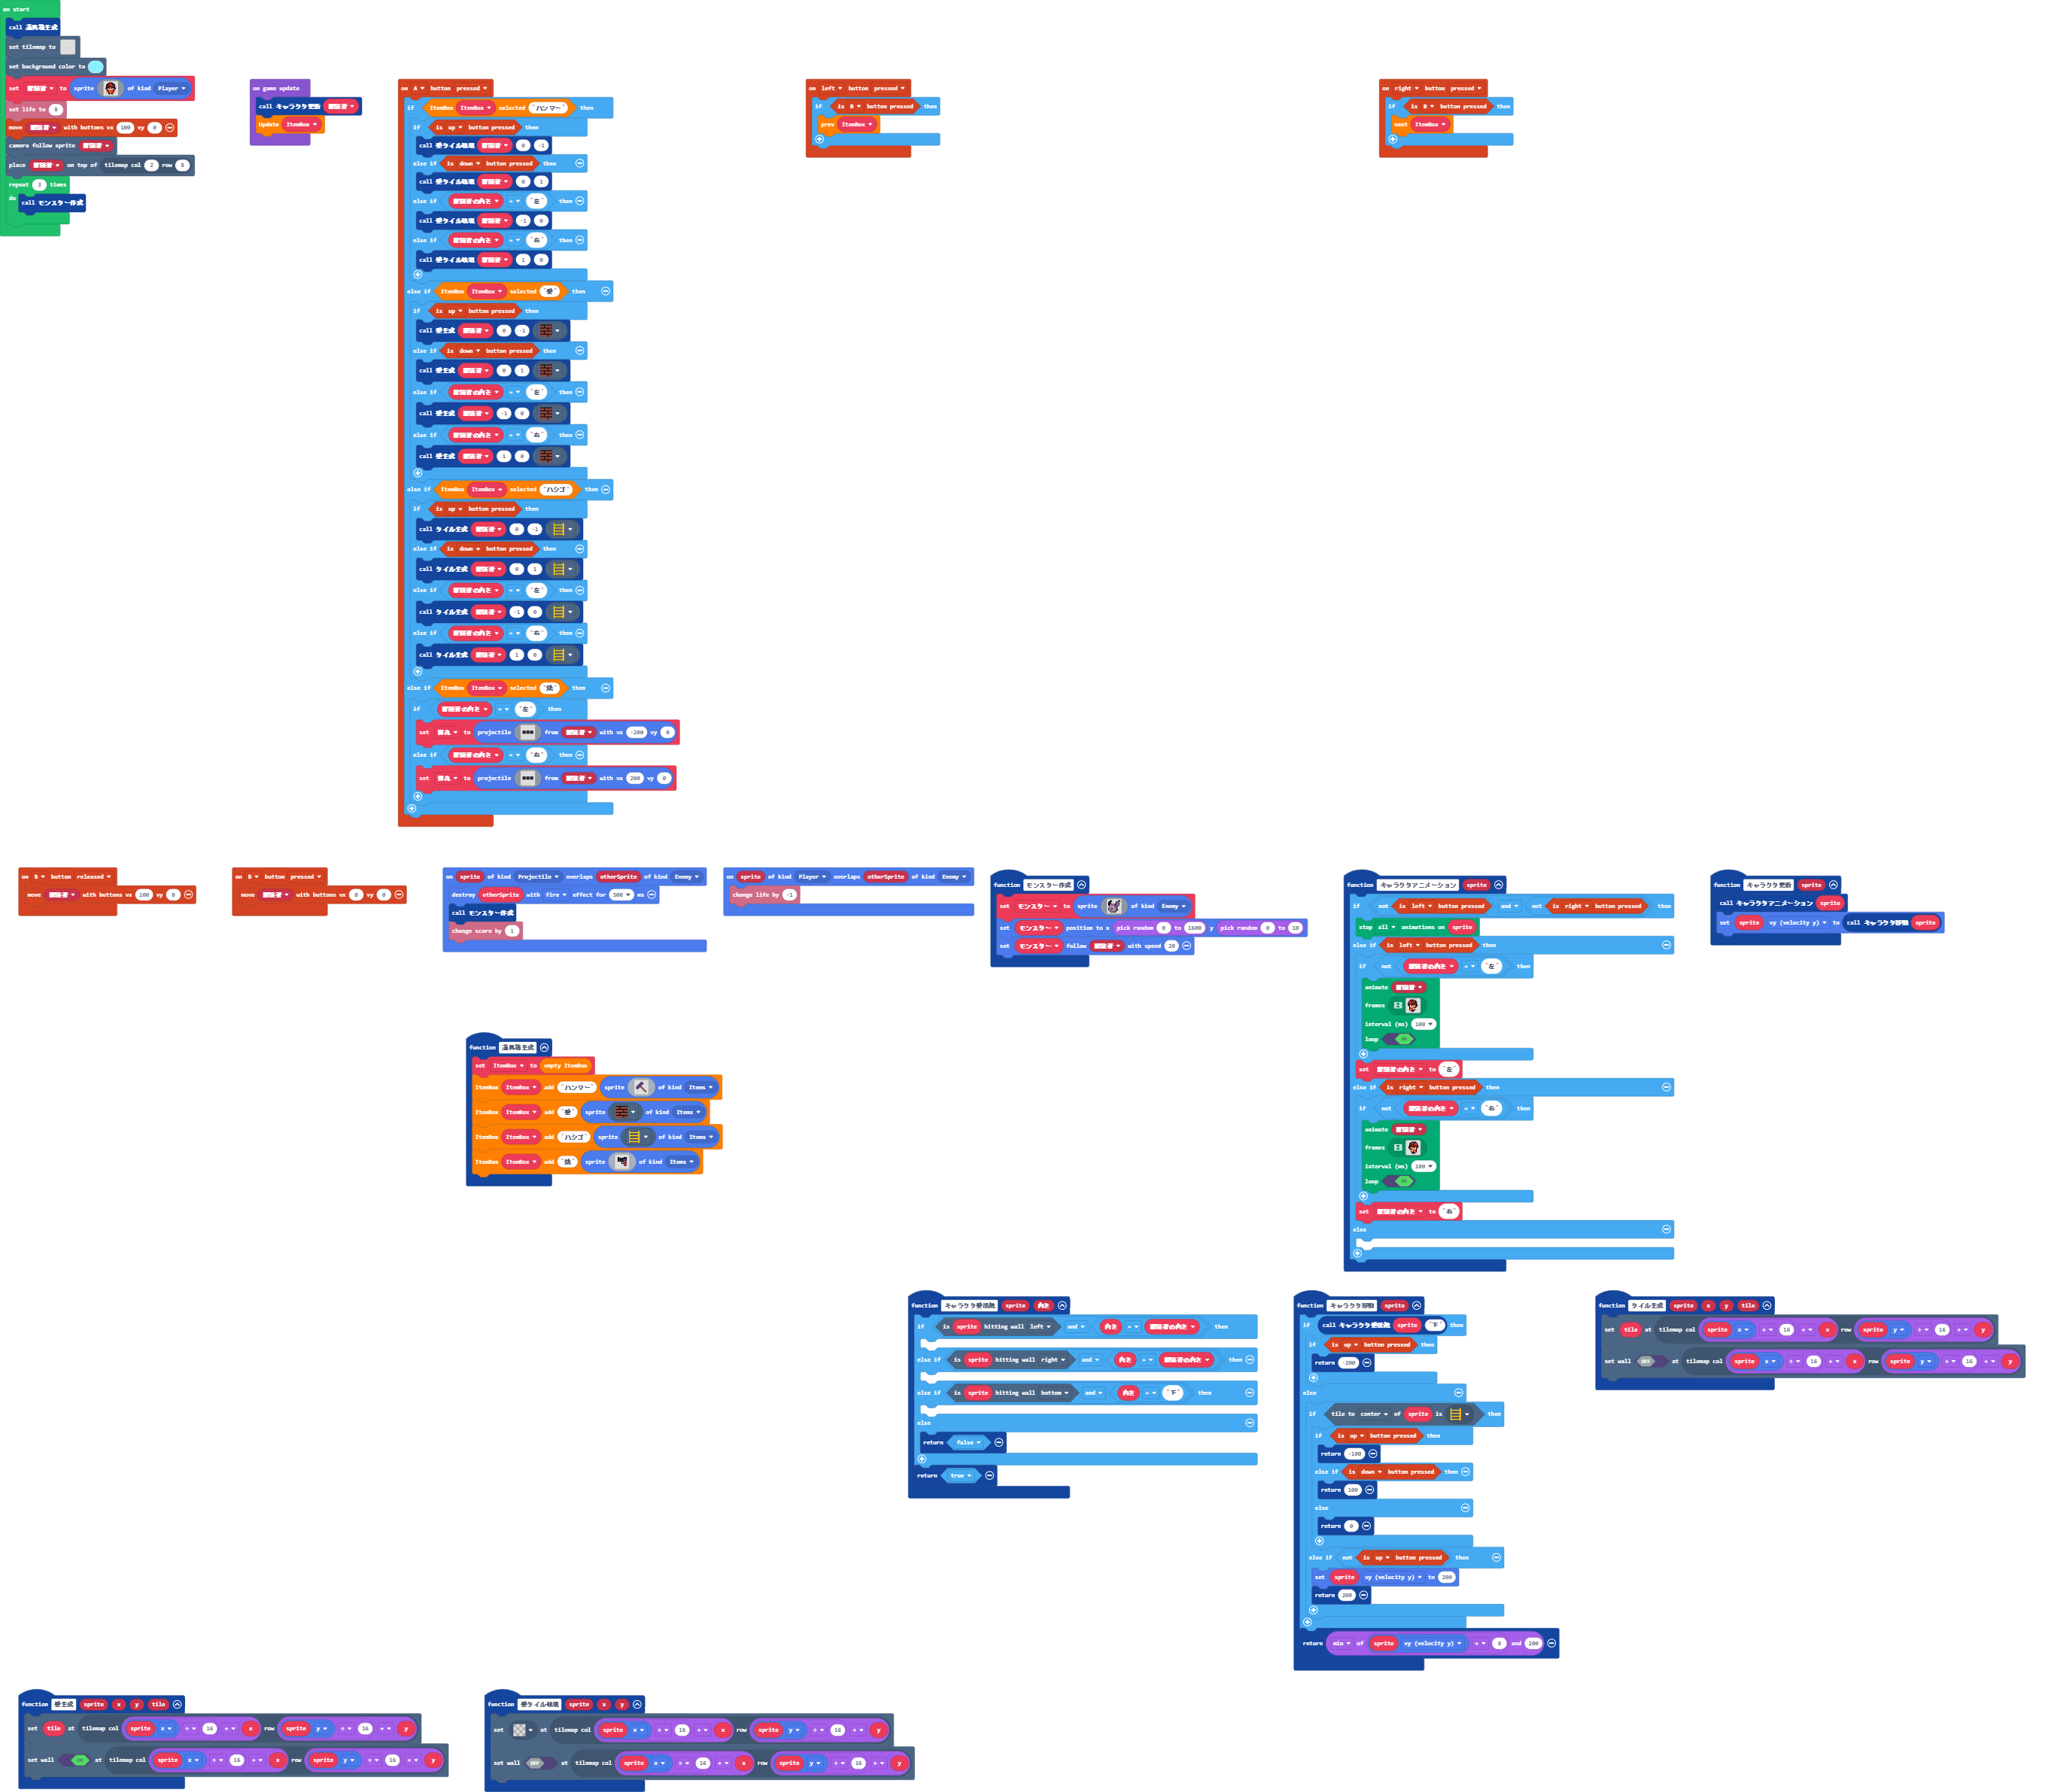 on start
call 道具箱生成
set tilemap to
set background color to
set 冒険者 to sprite of kind Player
set life to 8
move 冒険者 with buttons vx 100 vy 0
camera follow sprite 冒険者
place 冒険者 on top of tilemap col 2 row 8
repeat 3 times
do call モンスター作成
on game update
call キャラクタ更新 冒険者
Update ItemBox
on A button pressed
if ItemBox ItemBox selected "ハンマー" then
if is up button pressed then
call 壁タイル破壊 冒険者 0 -1
else if is down button pressed then
call 壁タイル破壊 冒険者 0 1
else if 冒険者の向き = "左" then
call 壁タイル破壊 冒険者 -1 0
else if 冒険者の向き = "右" then
call 壁タイル破壊 冒険者 1 0
else if ItemBox ItemBox selected "壁" then
if is up button pressed then
call 壁生成 冒険者 0 -1
else if is down button pressed then
call 壁生成 冒険者 0 1
else if 冒険者の向き = "左" then
call 壁生成 冒険者 -1 0
else if 冒険者の向き = "右" then
call 壁生成 冒険者 1 0
else if ItemBox ItemBox selected "ハシゴ" then
if is up button pressed then
call タイル生成 冒険者 0 -1
else if is down button pressed then
call タイル生成 冒険者 0 1
else if 冒険者の向き = "左" then
call タイル生成 冒険者 -1 0
else if 冒険者の向き = "右" then
call タイル生成 冒険者 1 0
else if ItemBox ItemBox selected "銃" then
if 冒険者の向き = "左" then
set 弾丸 to projectile from 冒険者 with vx -200 vy 0
else if 冒険者の向き = "右" then
set 弾丸 to projectile from 冒険者 with vx 200 vy 0
on left button pressed
if is B button pressed then
prev ItemBox
on right button pressed
if is B button pressed then
next ItemBox
on B button released
move 冒険者 with buttons vx 100 vy 0
on B button pressed
move 冒険者 with buttons vx 0 vy 0
on sprite of kind Projectile overlaps otherSprite of kind Enemy
destroy otherSprite with fire effect for 500 ms
call モンスター作成
change score by 1
on sprite of kind Player overlaps otherSprite of kind Enemy
change life by -1
function モンスター作成
set モンスター to sprite of kind Enemy
set モンスター position to x pick random 0 to 1600 y pick random 0 to 10
set モンスター follow 冒険者 with speed 20
function キャラクタアニメーション sprite
if not is left button pressed and not is right button pressed then
stop all animations on sprite
else if is left button pressed then
if not 冒険者の向き = "左" then
animate 冒険者
frames
interval (ms) 100
loop ON
set 冒険者の向き to "左"
else if is right button pressed then
if not 冒険者の向き = "右" then
animate 冒険者
frames
interval (ms) 100
loop ON
set 冒険者の向き to "右"
else
function キャラクタ更新 sprite
call キャラクタアニメーション sprite
set sprite vy (velocity y) to call キャラクタ移動 sprite
function 道具箱生成
set ItemBox to empty ItemBox
ItemBox ItemBox add "ハンマー" sprite of kind Items
ItemBox ItemBox add "壁" sprite of kind Items
ItemBox ItemBox add "ハシゴ" sprite of kind Items
ItemBox ItemBox add "銃" sprite of kind Items
function キャラクタ壁接触 sprite 向き
if is sprite hitting wall left and 向き = 冒険者の向き then
else if is sprite hitting wall right and 向き = 冒険者の向き then
else if is sprite hitting wall bottom and 向き = "下" then
else
return false
return true
function キャラクタ移動 sprite
if call キャラクタ壁接触 sprite "下" then
if is up button pressed then
return -200
else
if tile to center of sprite is then
if is up button pressed then
return -100
else if is down button pressed then
return 100
else
return 0
else if not is up button pressed then
set sprite vy (velocity y) to 200
return 200
return min of sprite vy (velocity y) + 8 and 200
function タイル生成 sprite x y tile
set tile at tilemap col sprite x ÷ 16 + x row sprite y ÷ 16 + y
set wall OFF at tilemap col sprite x ÷ 16 + x row sprite y ÷ 16 + y
function 壁生成 sprite x y tile
set tile at tilemap col sprite x ÷ 16 + x row sprite y ÷ 16 + y
set wall ON at tilemap col sprite x ÷ 16 + x row sprite y ÷ 16 + y
function 壁タイル破壊 sprite x y
set at tilemap col sprite x ÷ 16 + x row sprite y ÷ 16 + y
set wall OFF at tilemap col sprite x ÷ 16 + x row sprite y ÷ 16 + y